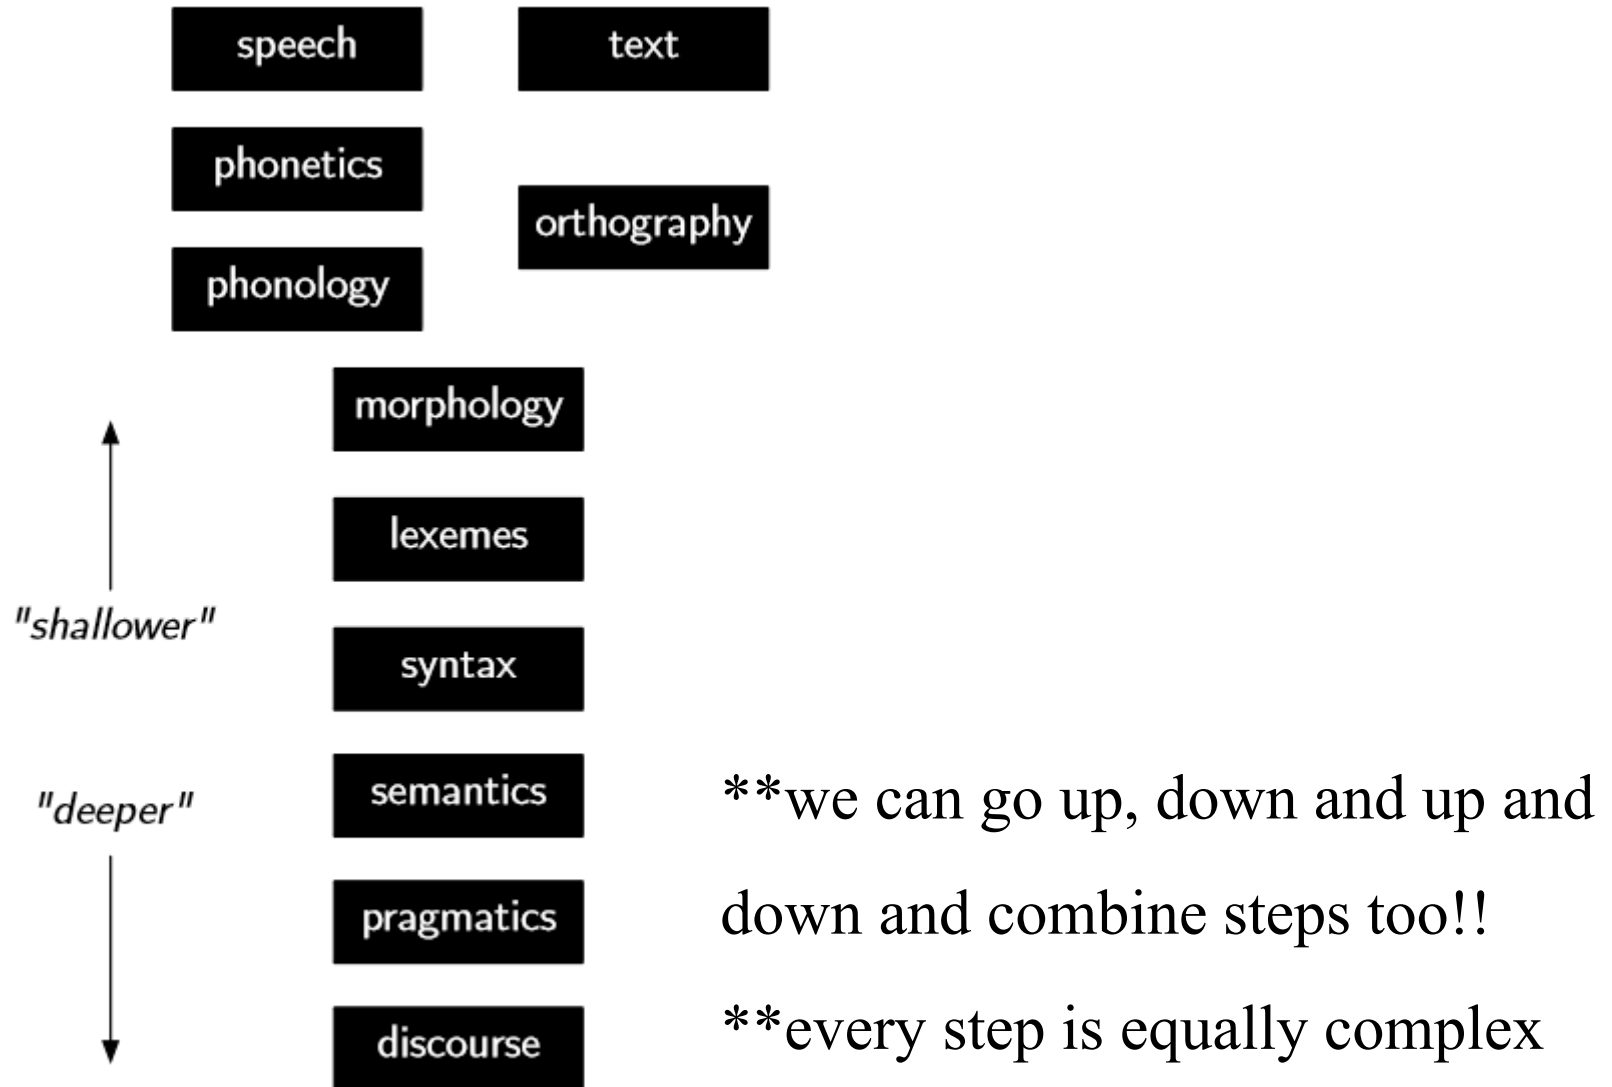 speech
text
phonetics
orthography
phonology
morphology
lexemes
"shallower"
syntax
semantics
"deeper"
**we can go up, down and up and
down and combine steps too!!
pragmatics
discourse
**every step is equally complex